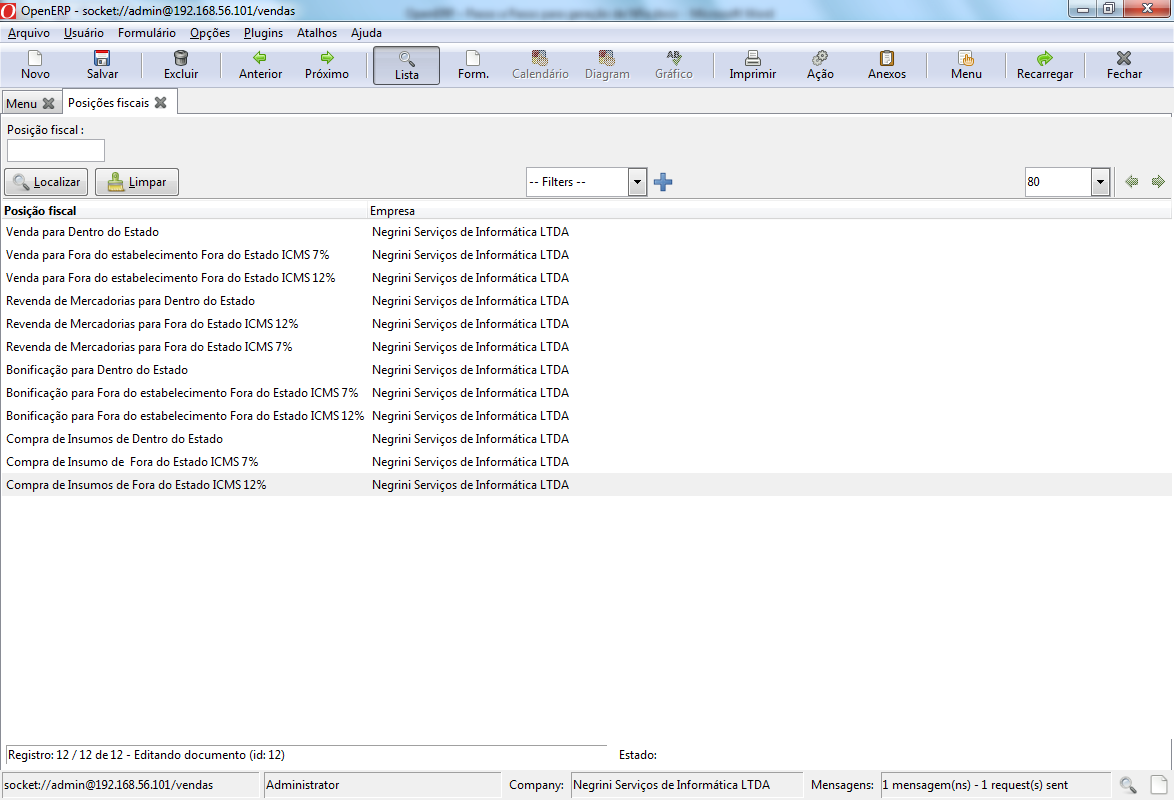 OpenERP - socket://admin@192.168.56.101/vendas
Arquivo Usuário Formulário Opções Plugins Atalhos Ajuda
Novo Salvar Excluir Anterior Próximo Lista Form. Calendário Diagram Gráfico Imprimir Ação Anexos Menu Recarregar Fechar
Menu Posições fiscais
Posição fiscal :
Localizar Limpar -- Filters -- 80
Posição fiscal Empresa
Venda para Dentro do Estado Negrini Serviços de Informática LTDA
Venda para Fora do estabelecimento Fora do Estado ICMS 7% Negrini Serviços de Informática LTDA
Venda para Fora do estabelecimento Fora do Estado ICMS 12% Negrini Serviços de Informática LTDA
Revenda de Mercadorias para Dentro do Estado Negrini Serviços de Informática LTDA
Revenda de Mercadorias para Fora do Estado ICMS 12% Negrini Serviços de Informática LTDA
Revenda de Mercadorias para Fora do Estado ICMS 7% Negrini Serviços de Informática LTDA
Bonificação para Dentro do Estado Negrini Serviços de Informática LTDA
Bonificação para Fora do estabelecimento Fora do Estado ICMS 7% Negrini Serviços de Informática LTDA
Bonificação para Fora do estabelecimento Fora do Estado ICMS 12% Negrini Serviços de Informática LTDA
Compra de Insumos de Dentro do Estado Negrini Serviços de Informática LTDA
Compra de Insumo de  Fora do Estado ICMS 7% Negrini Serviços de Informática LTDA
Compra de Insumos de Fora do Estado ICMS 12% Negrini Serviços de Informática LTDA
Registro: 12 / 12 de 12 - Editando documento (id: 12) Estado:
socket://admin@192.168.56.101/vendas Administrator Company: Negrini Serviços de Informática LTDA Mensagens: 1 mensagem(ns) - 1 request(s) sent